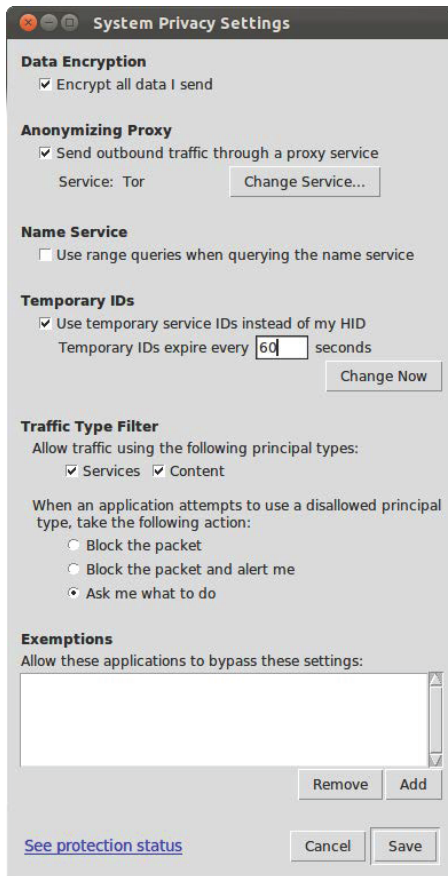 System Privacy Settings
Data Encryption
Encrypt all data I send
Anonymizing Proxy
Send outbound traffic through a proxy service
Service: Tor Change Service...
Name Service
Use range queries when querying the name service
Temporary IDs
Use temporary service IDs instead of my HID
Temporary IDs expire every 60 seconds
Change Now
Traffic Type Filter
Allow traffic using the following principal types:
Services Content
When an application attempts to use a disallowed principal
type, take the following action:
Block the packet
Block the packet and alert me
Ask me what to do
Exemptions
Allow these applications to bypass these settings:
Remove Add
See protection status Cancel Save